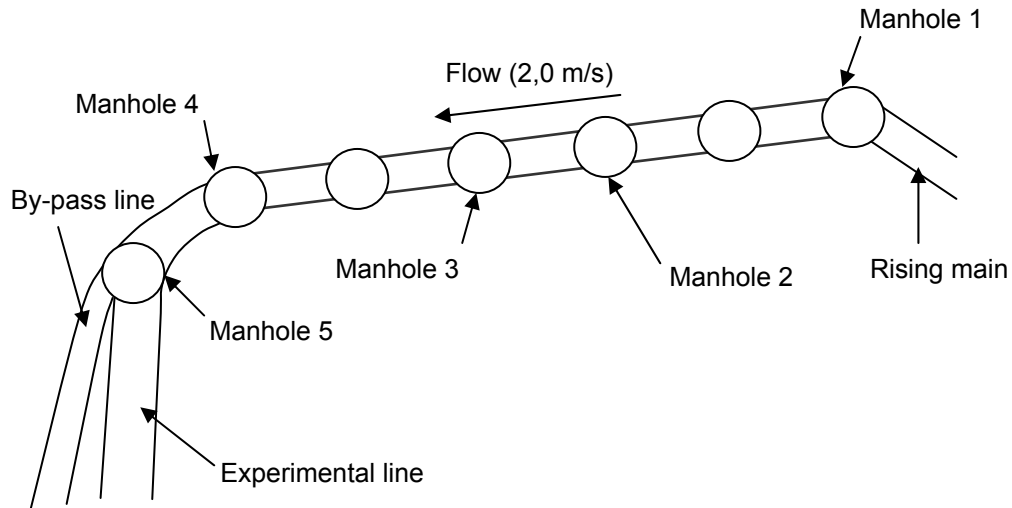 Manhole 1
Flow (2,0 m/s)
Manhole 4
By-pass line
Manhole 3
Manhole 2
Rising main
Manhole 5
Experimental line